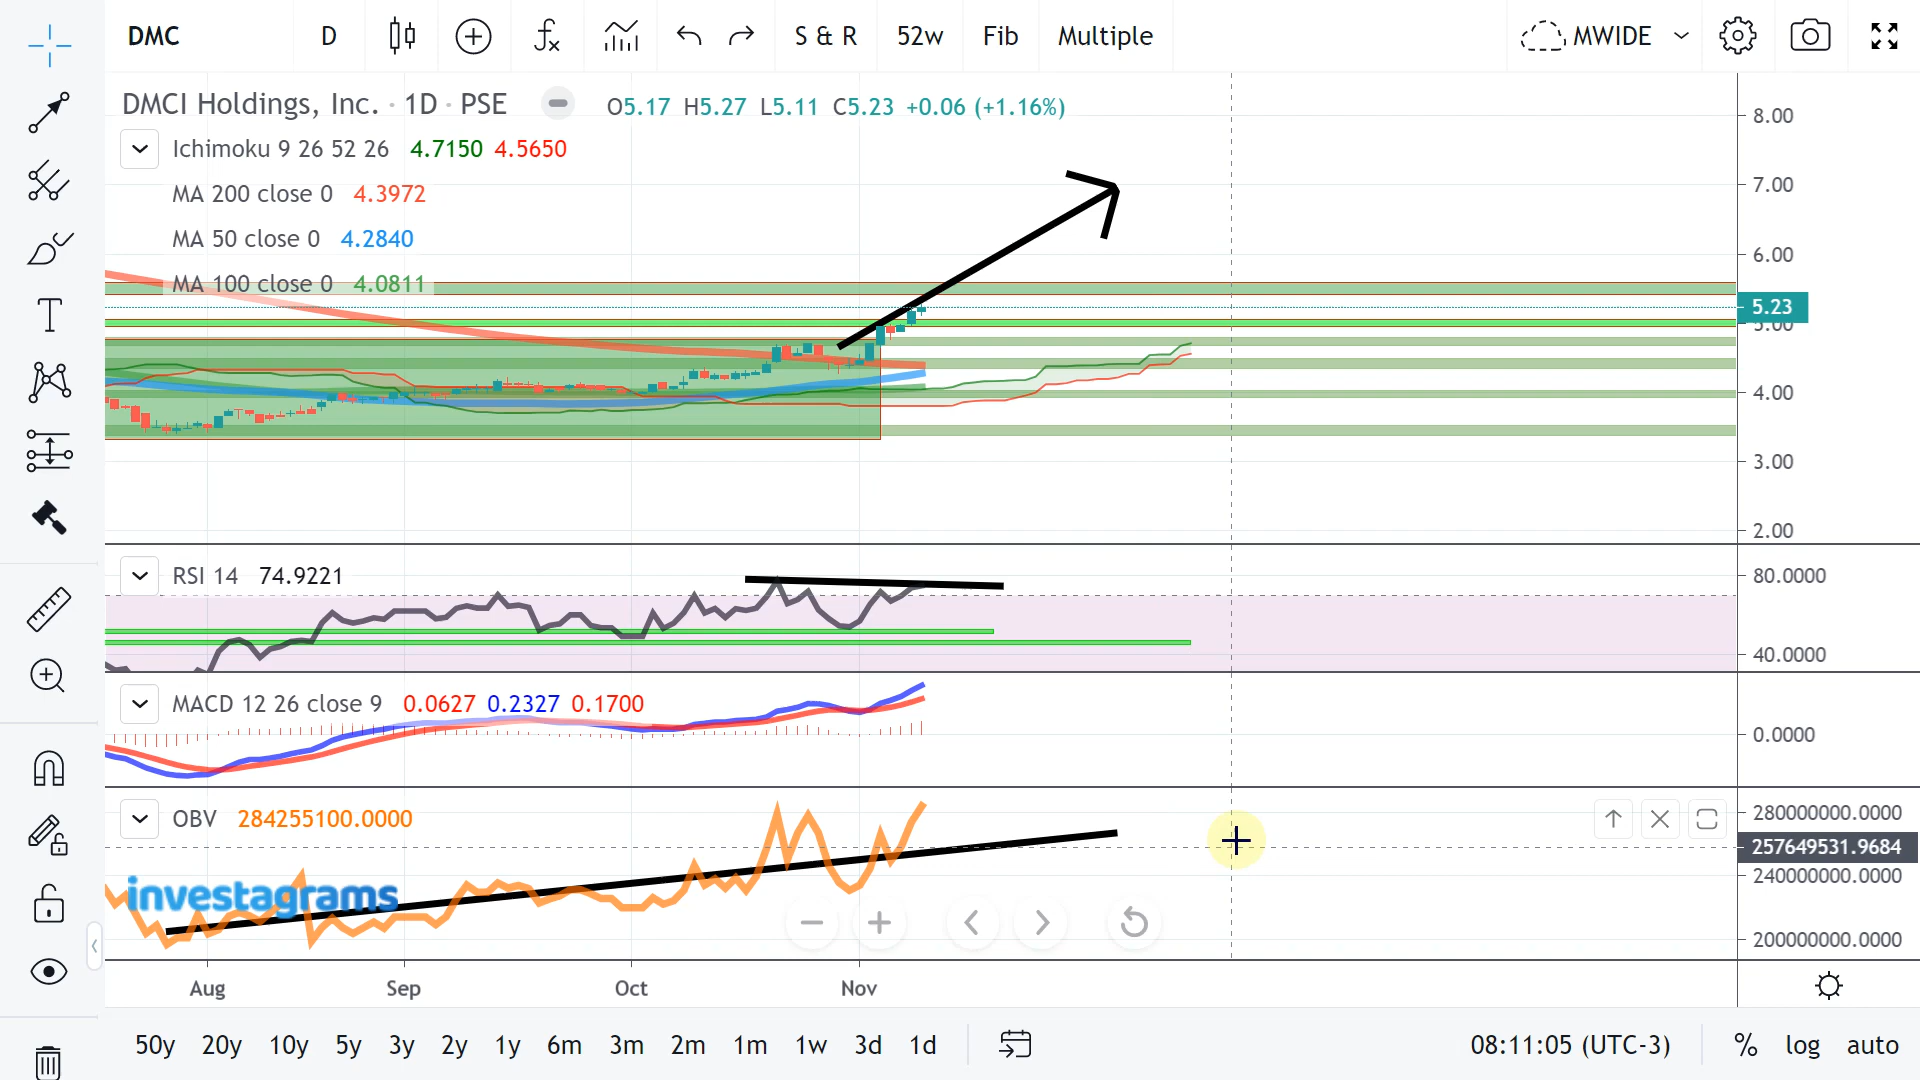 DMC D S & R 52w Fib Multiple MWIDE
DMCI Holdings, Inc. · 1D · PSE O5.17 H5.27 L5.11 C5.23 +0.06 (+1.16%)
Ichimoku 9 26 52 26 4.7150 4.5650
MA 200 close 0 4.3972
MA 50 close 0 4.2840
MA 100 close 0 4.0811
8.00
7.00
6.00
5.23
5.00
4.00
3.00
2.00
RSI 14 74.9221
80.0000
40.0000
MACD 12 26 close 9 0.0627 0.2327 0.1700
0.0000
OBV 284255100.0000
280000000.0000
257649531.9684
240000000.0000
200000000.0000
investagrams
Aug Sep Oct Nov
50y 20y 10y 5y 3y 2y 1y 6m 3m 2m 1m 1w 3d 1d 08:11:05 (UTC-3) % log auto